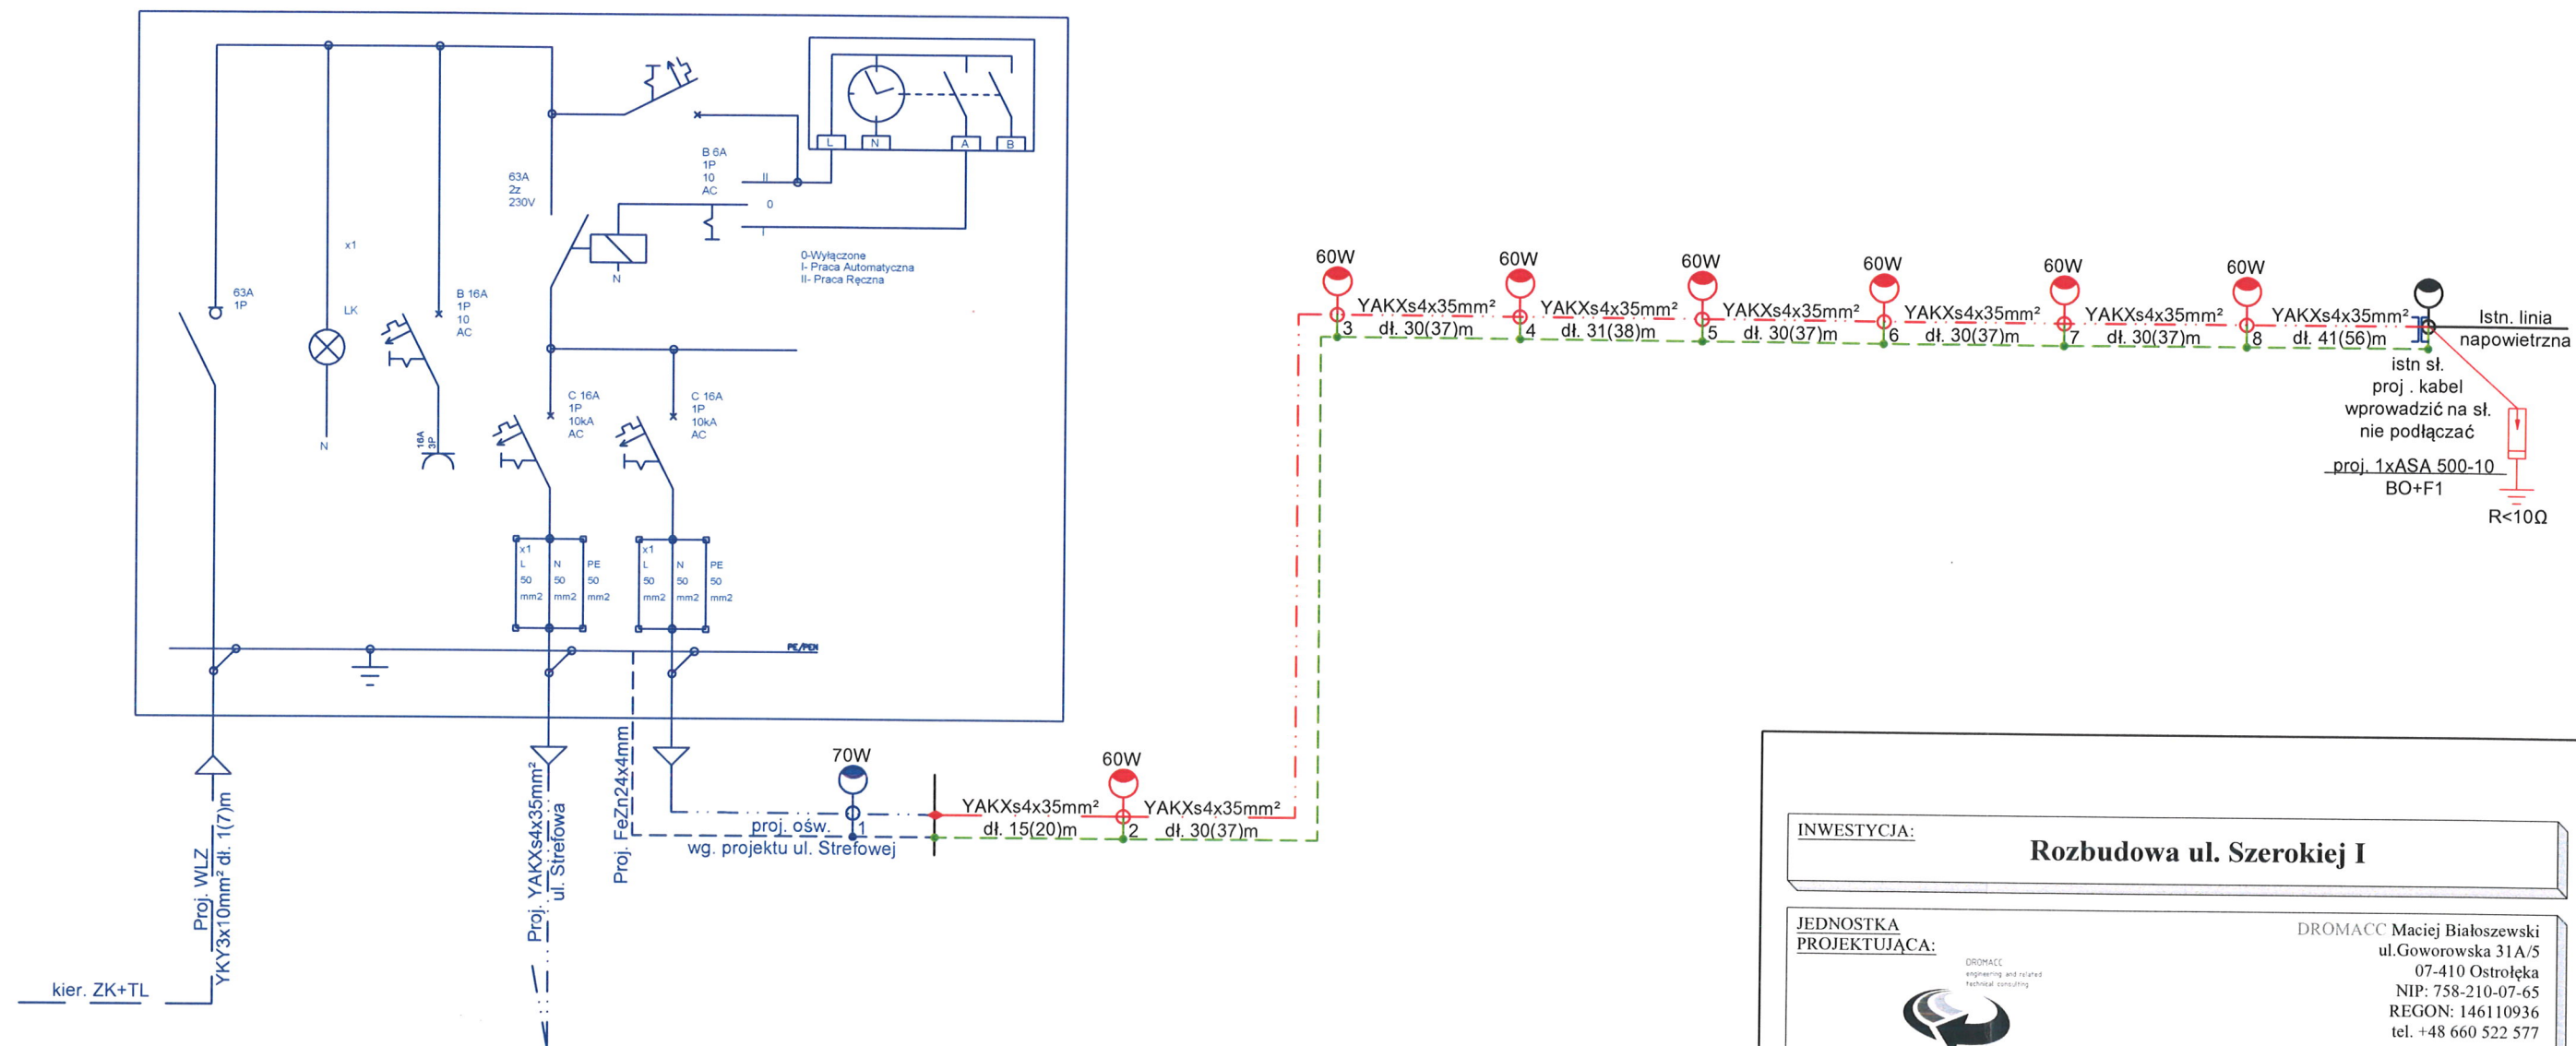 L
N
A
B
B 6A
1P
10
AC
II
0
I
63A
2z
230V
N
0-Wyłączone
I- Praca Automatyczna
II- Praca Ręczna
63A
1P
x1
LK
N
B 16A
1P
10
AC
16A
3P
C 16A
1P
10kA
AC
C 16A
1P
10kA
AC
x1
L N PE
50 50 50
mm2 mm2 mm2
x1
L N PE
50 50 50
mm2 mm2 mm2
PE/PEN
Proj. WLZ
YKY3x10mm² dł. 1(7)m
kier. ZK+TL
Proj. YAKXs4x35mm²
ul. Strefowa
Proj. FeZn24x4mm
70W
proj. ośw.
1
wg. projektu ul. Strefowej
60W
YAKXs4x35mm²
dł. 15(20)m
2
YAKXs4x35mm²
dł. 30(37)m
60W
3
YAKXs4x35mm²
dł. 30(37)m
60W
4
YAKXs4x35mm²
dł. 31(38)m
60W
5
YAKXs4x35mm²
dł. 30(37)m
60W
6
YAKXs4x35mm²
dł. 30(37)m
60W
7
YAKXs4x35mm²
dł. 30(37)m
60W
8
YAKXs4x35mm²
dł. 41(56)m
Istn. linia
napowietrzna
istn sł.
proj . kabel
wprowadzić na sł.
nie podłączać
proj. 1xASA 500-10
BO+F1
R<10Ω
INWESTYCJA:
Rozbudowa ul. Szerokiej I
JEDNOSTKA
PROJEKTUJĄCA:
DROMACC
engineering and related
technical consulting
DROMACC Maciej Białoszewski
ul.Goworowska 31A/5
07-410 Ostrołęka
NIP: 758-210-07-65
REGON: 146110936
tel. +48 660 522 577